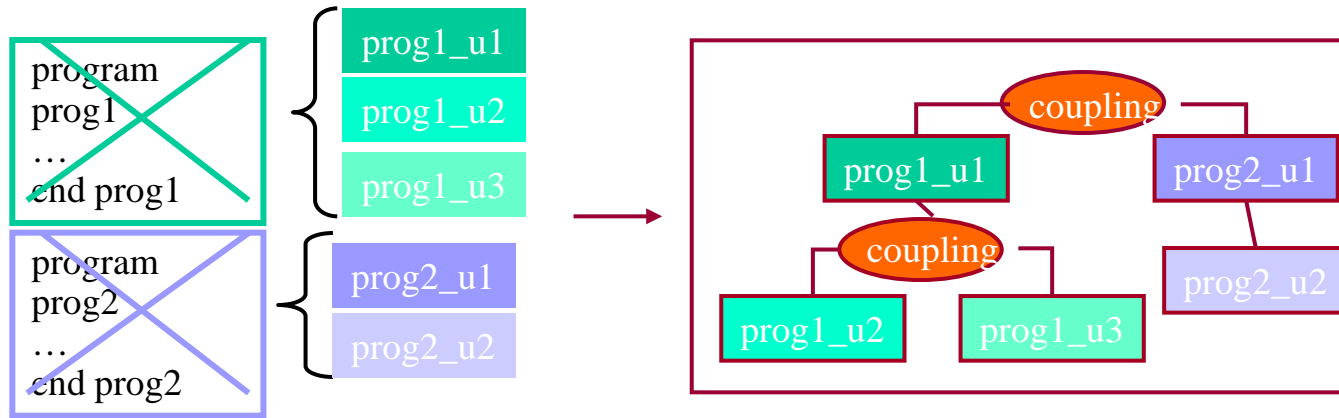 program
prog1
…
end prog1
program
prog2
…
end prog2
prog1_u1
prog1_u2
prog1_u3
prog2_u1
prog2_u2
coupling
prog1_u1
prog2_u1
coupling
prog2_u2
prog1_u2
prog1_u3